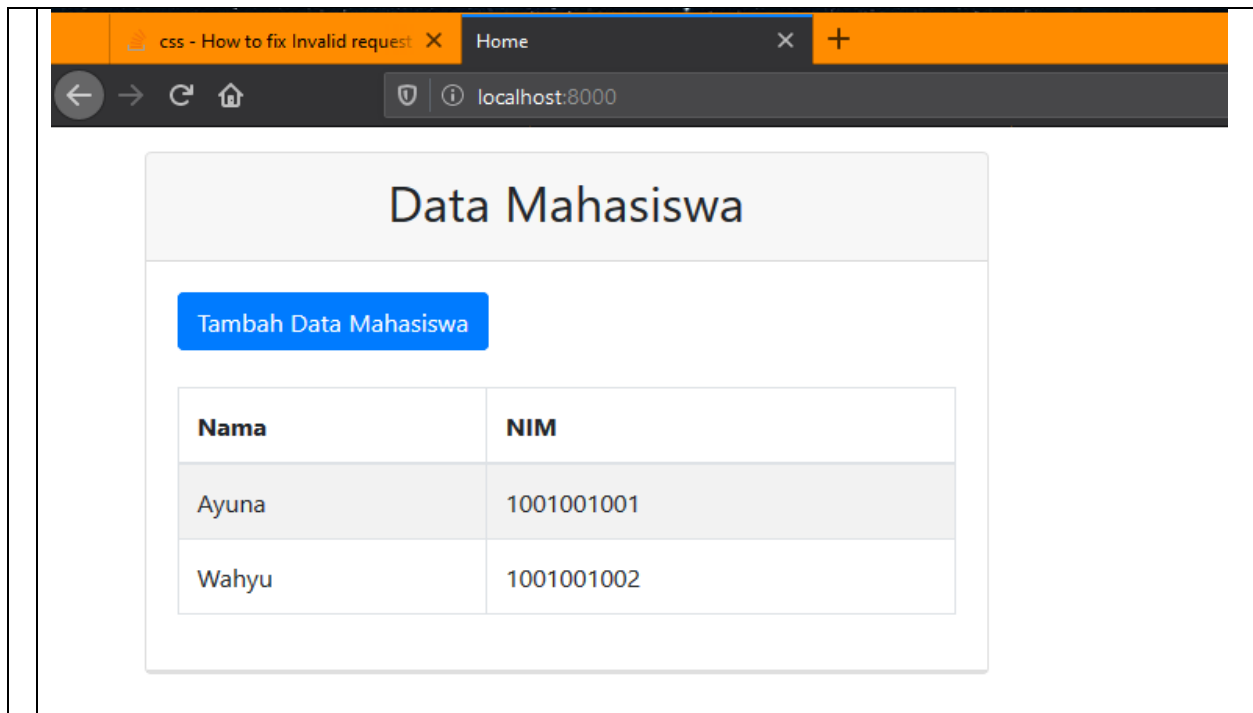 css - How to fix Invalid request
Home
localhost:8000
Data Mahasiswa
Tambah Data Mahasiswa
Nama NIM
Ayuna 1001001001
Wahyu 1001001002